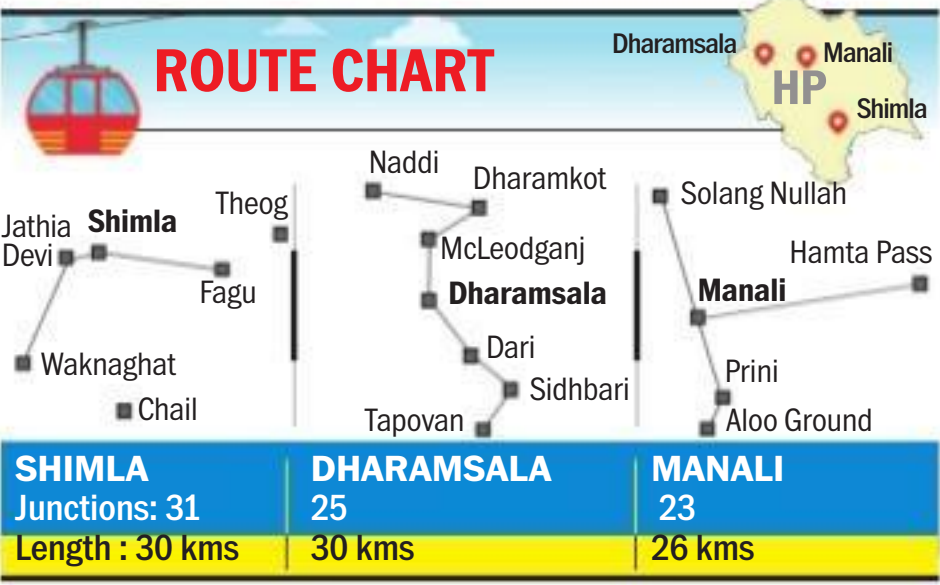 ROUTE CHART
Dharamsala
Manali
HP
Shimla
Jathia
Devi
Shimla
Theog
Fagu
Waknaghat
Chail
Naddi
Dharamkot
McLeodganj
Dharamsala
Dari
Sidhbari
Tapovan
Solang Nullah
Hamta Pass
Manali
Prini
Aloo Ground
SHIMLA DHARAMSALA MANALI
Junctions: 31 25 23
Length : 30 kms 30 kms 26 kms